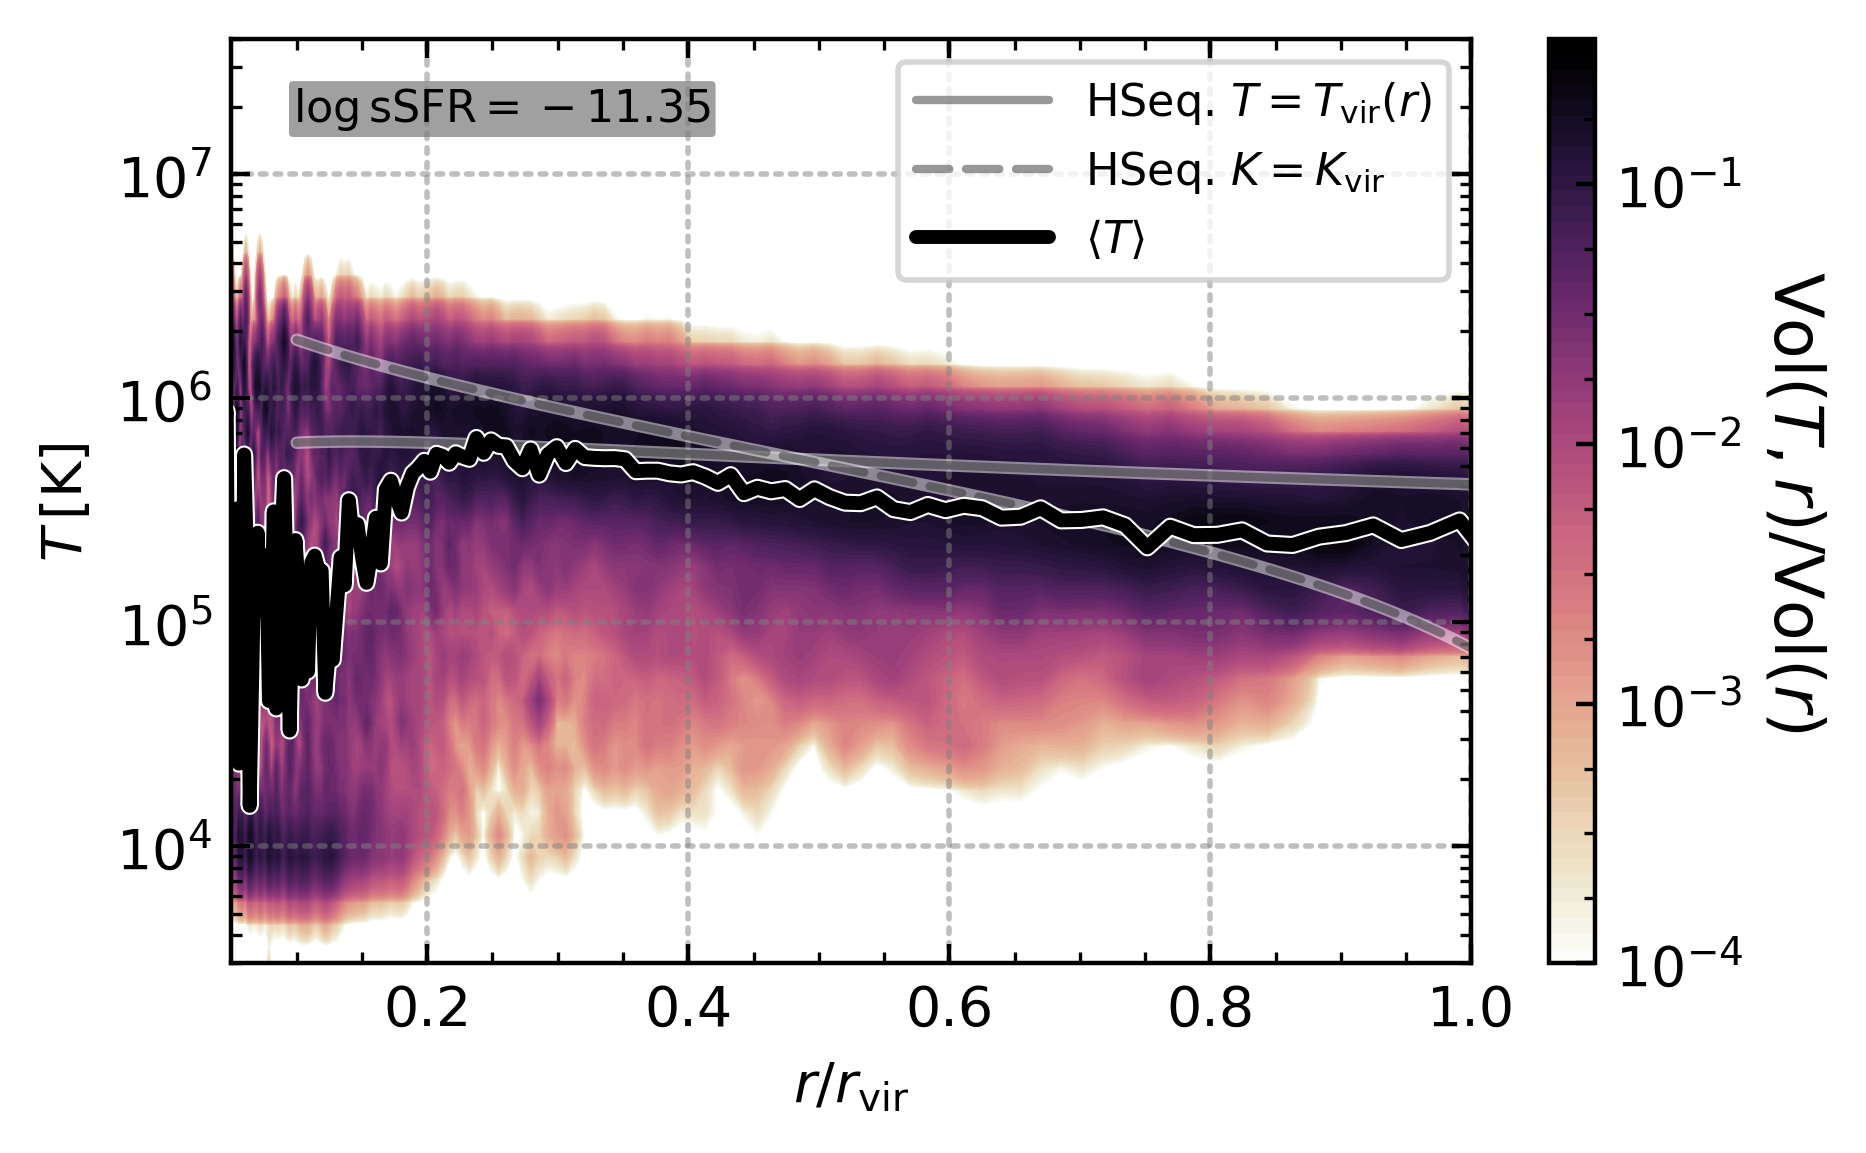 log sSFR = −11.35
HSeq. T = T_vir(r)
HSeq. K = K_vir
⟨T⟩
10^7
10^6
10^5
10^4
T [K]
0.2 0.4 0.6 0.8 1.0
r/r_vir
10^−1
10^−2
10^−3
10^−4
Vol(T, r)/Vol(r)